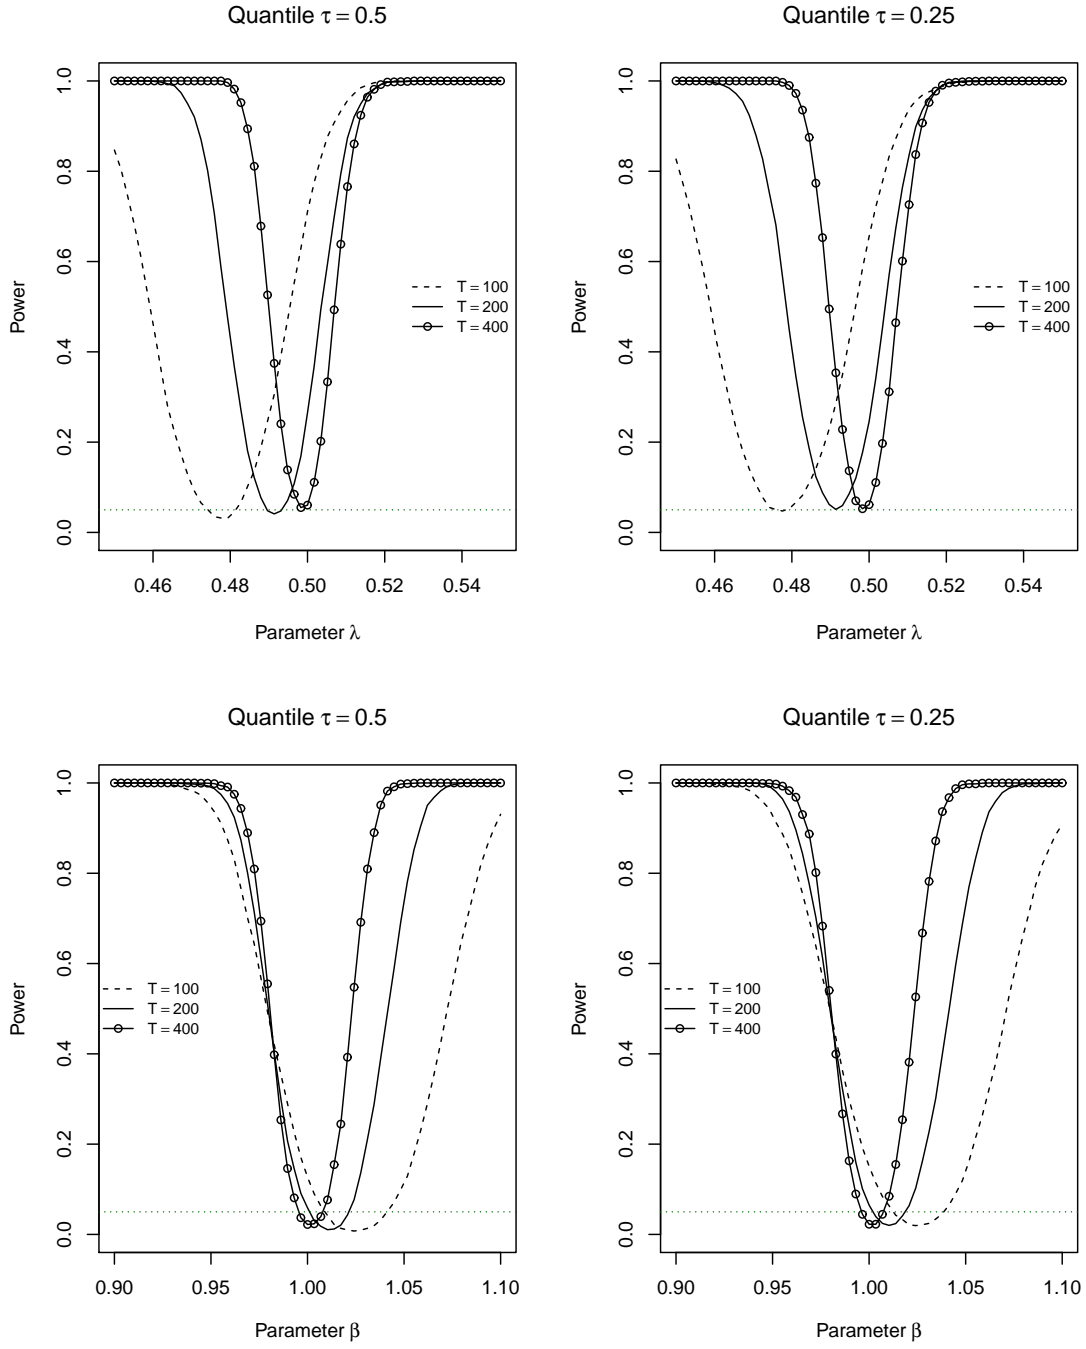 Quantile τ = 0.5
Power
0.0 0.2 0.4 0.6 0.8 1.0
T = 100
T = 200
T = 400
0.46 0.48 0.50 0.52 0.54
Parameter λ
Quantile τ = 0.25
Power
0.0 0.2 0.4 0.6 0.8 1.0
T = 100
T = 200
T = 400
0.46 0.48 0.50 0.52 0.54
Parameter λ
Quantile τ = 0.5
Power
0.0 0.2 0.4 0.6 0.8 1.0
T = 100
T = 200
T = 400
0.90 0.95 1.00 1.05 1.10
Parameter β
Quantile τ = 0.25
Power
0.0 0.2 0.4 0.6 0.8 1.0
T = 100
T = 200
T = 400
0.90 0.95 1.00 1.05 1.10
Parameter β